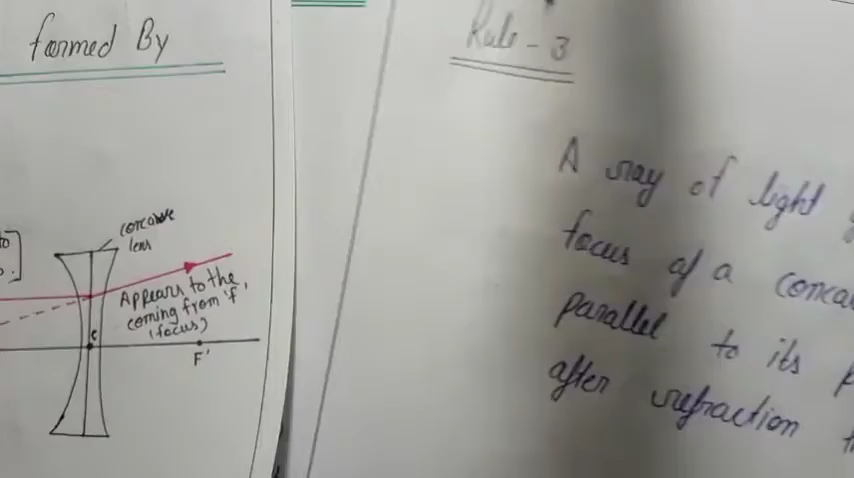 formed By
to
concave
lens
Appears to the
coming from 'f'
(focus)
c
F'
Rule - 3
A ray of light
focus of a conca
parallel to its p
after refraction